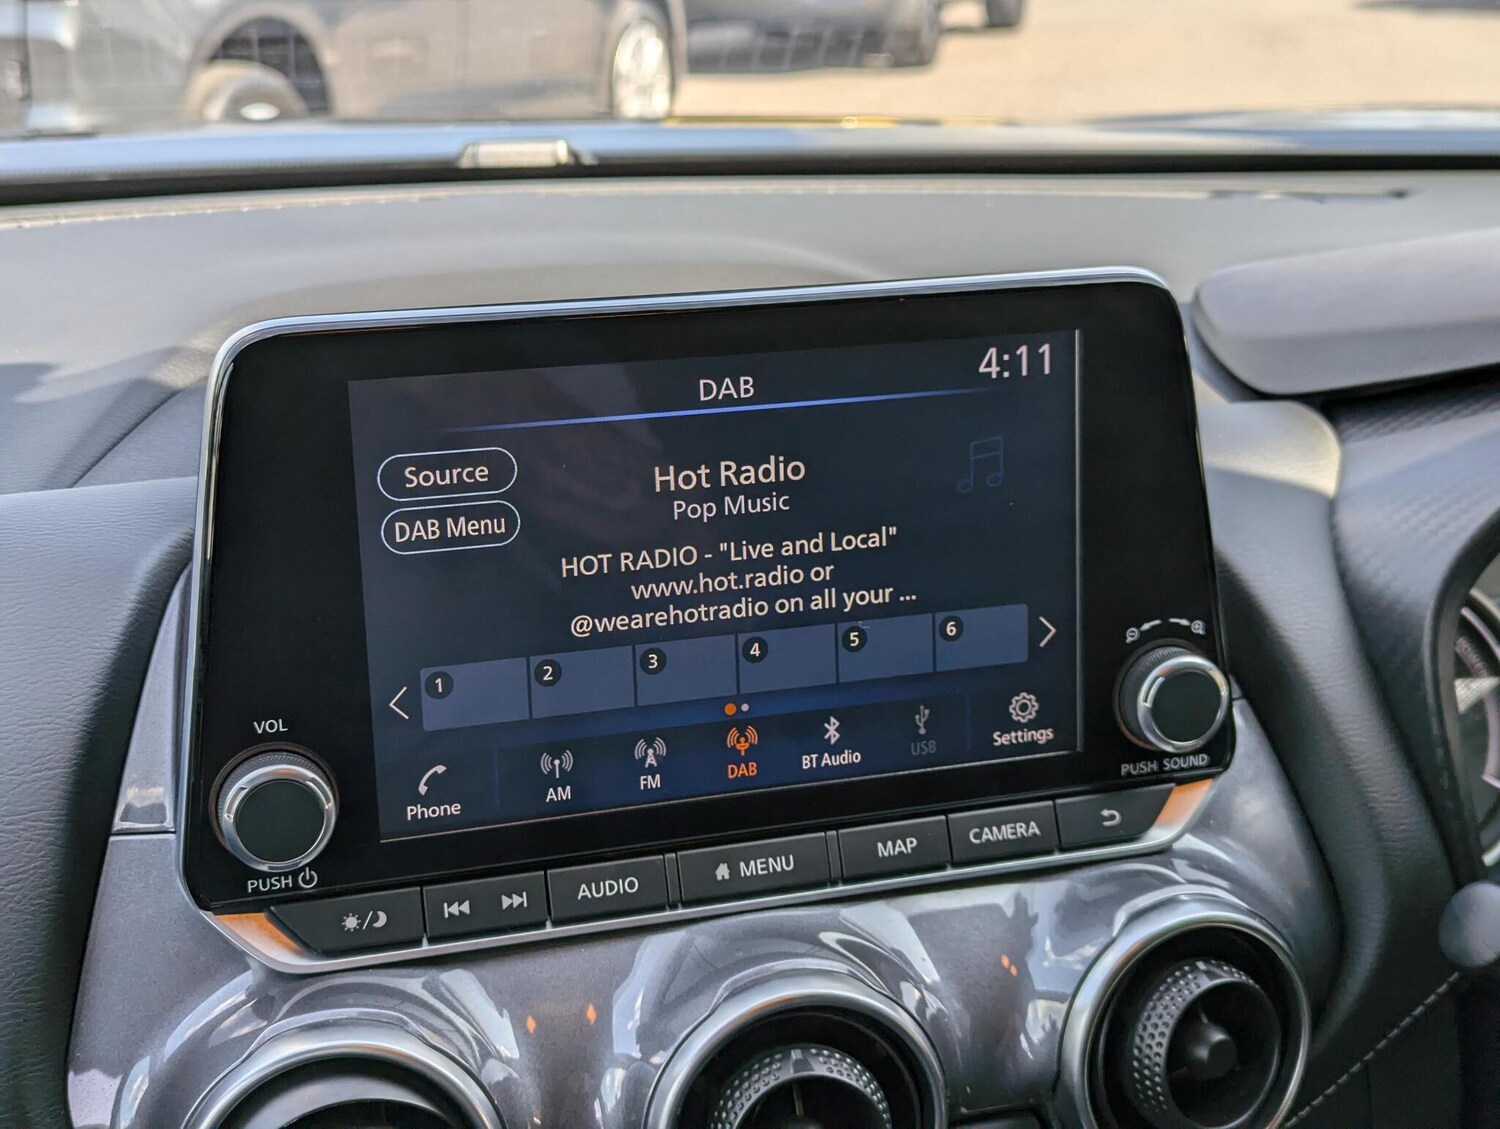 4:11
DAB
Source
Hot Radio
DAB Menu
Pop Music
HOT RADIO - "Live and Local"
www.hot.radio or
@wearehotradio on all your ...
1 2 3 4 5 6
Phone
AM
FM
DAB
BT Audio
USB
Settings
VOL
PUSH
PUSH SOUND
AUDIO
MENU
MAP
CAMERA